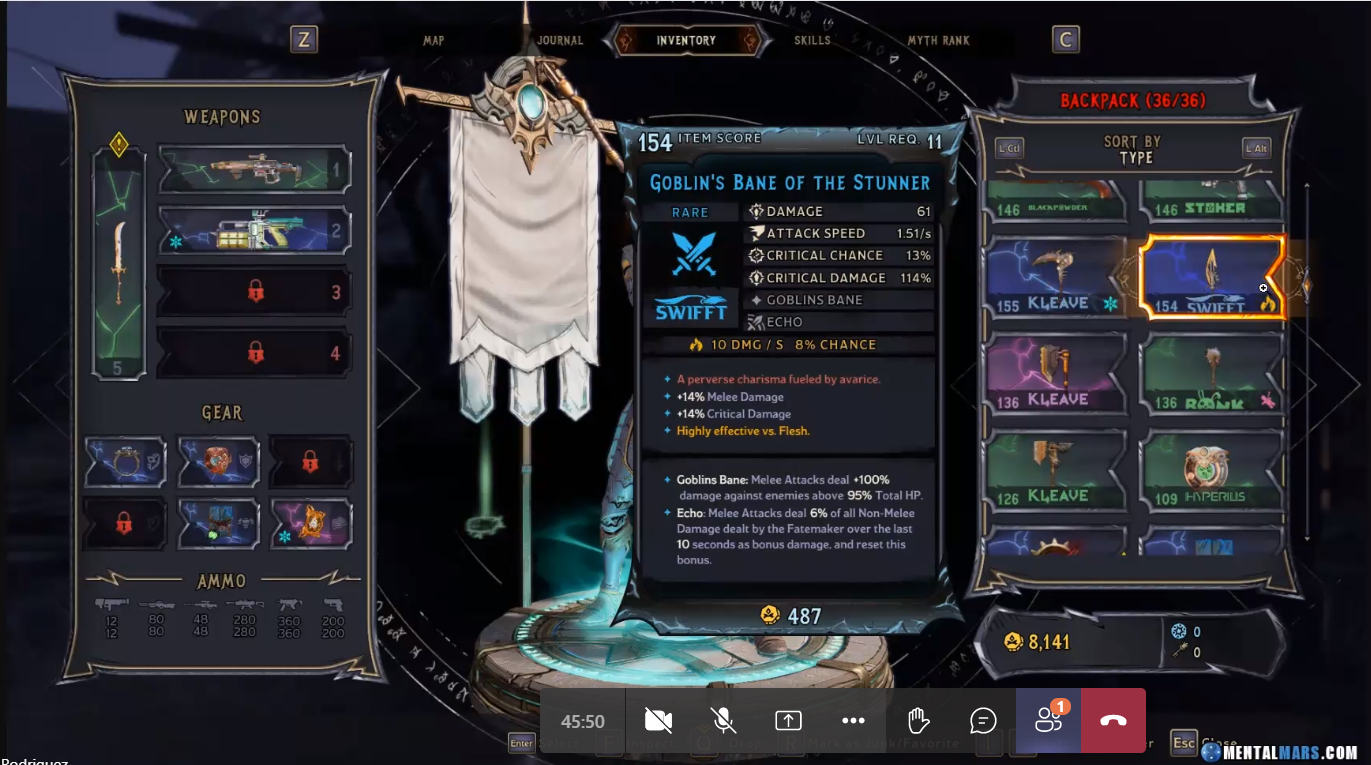 Z
MAP
JOURNAL
INVENTORY
SKILLS
MYTH RANK
C
WEAPONS
1
2
3
4
5
GEAR
AMMO
12 80 48 280 360 200
12 80 48 280 360 200
154 ITEM SCORE LVL REQ. 11
GOBLIN'S BANE OF THE STUNNER
RARE
SWIFFT
DAMAGE 61
ATTACK SPEED 1.51/s
CRITICAL CHANCE 13%
CRITICAL DAMAGE 114%
GOBLINS BANE
ECHO
10 DMG / S 8% CHANCE
A perverse charisma fueled by avarice.
+14% Melee Damage
+14% Critical Damage
Highly effective vs. Flesh.
Goblins Bane: Melee Attacks deal +100%
damage against enemies above 95% Total HP.
Echo: Melee Attacks deal 6% of all Non-Melee
Damage dealt by the Fatemaker over the last
10 seconds as bonus damage, and reset this
bonus.
487
BACKPACK (36/36)
L-Ctl
SORT BY
TYPE
L-Alt
146 BLACKPOWDER
146 STOKER
155 KLEAVE
154 SWIFFT
136 KLEAVE
136 BONK
126 KLEAVE
109 HYPERIUS
8,141
0
0
45:50
1
Enter
Esc
Rodriguez
MENTALMARS.COM